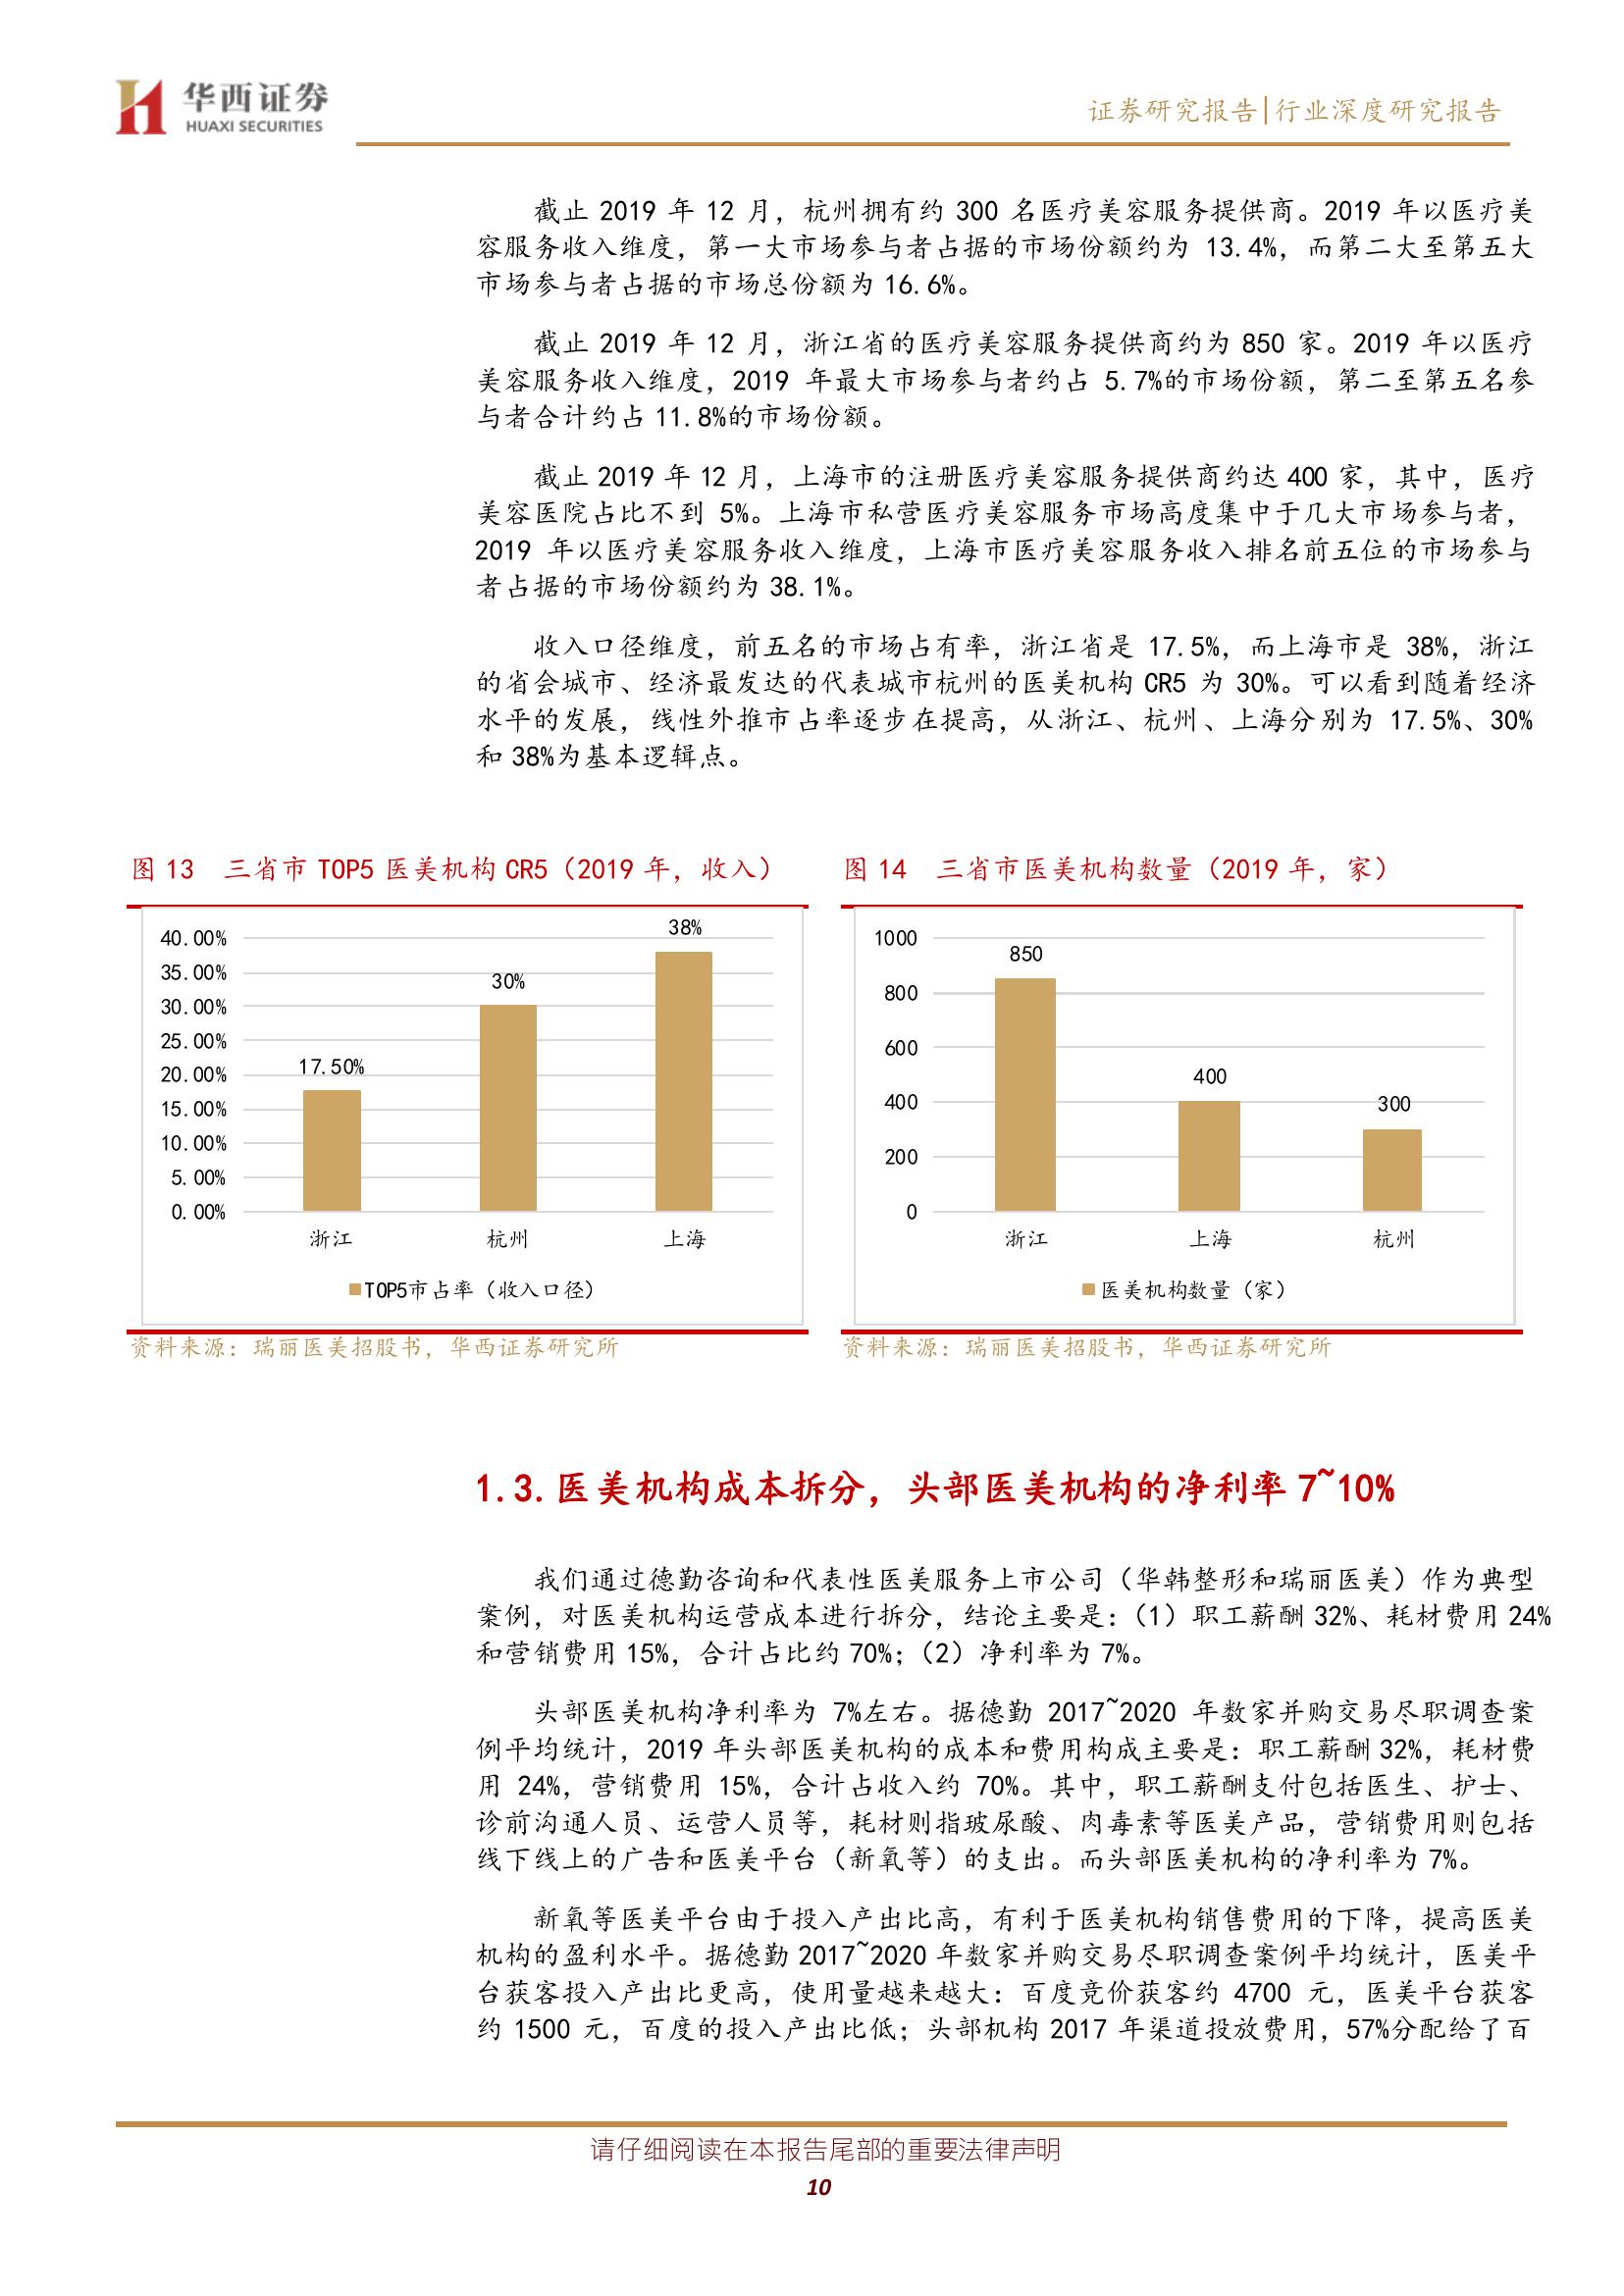 华西证券
HUAXI SECURITIES
证券研究报告|行业深度研究报告
截止 2019 年 12 月，杭州拥有约 300 名医疗美容服务提供商。2019 年以医疗美
容服务收入维度，第一大市场参与者占据的市场份额约为 13.4%，而第二大至第五大
市场参与者占据的市场总份额为 16.6%。
截止 2019 年 12 月，浙江省的医疗美容服务提供商约为 850 家。2019 年以医疗
美容服务收入维度，2019 年最大市场参与者约占 5.7%的市场份额，第二至第五名参
与者合计约占 11.8%的市场份额。
截止 2019 年 12 月，上海市的注册医疗美容服务提供商约达 400 家，其中，医疗
美容医院占比不到 5%。上海市私营医疗美容服务市场高度集中于几大市场参与者，
2019 年以医疗美容服务收入维度，上海市医疗美容服务收入排名前五位的市场参与
者占据的市场份额约为 38.1%。
收入口径维度，前五名的市场占有率，浙江省是 17.5%，而上海市是 38%，浙江
的省会城市、经济最发达的代表城市杭州的医美机构 CR5 为 30%。可以看到随着经济
水平的发展，线性外推市占率逐步在提高，从浙江、杭州、上海分别为 17.5%、30%
和 38%为基本逻辑点。
图 13 三省市 TOP5 医美机构 CR5（2019 年，收入）
40.00%
35.00%
30.00%
25.00%
20.00%
15.00%
10.00%
5.00%
0.00%
17.50%
30%
38%
浙江
杭州
上海
TOP5市占率（收入口径）
资料来源：瑞丽医美招股书，华西证券研究所
图 14 三省市医美机构数量（2019 年，家）
1000
800
600
400
200
0
850
400
300
浙江
上海
杭州
医美机构数量（家）
资料来源：瑞丽医美招股书，华西证券研究所
1.3.医美机构成本拆分，头部医美机构的净利率 7~10%
我们通过德勤咨询和代表性医美服务上市公司（华韩整形和瑞丽医美）作为典型
案例，对医美机构运营成本进行拆分，结论主要是：（1）职工薪酬 32%、耗材费用 24%
和营销费用 15%，合计占比约 70%；（2）净利率为 7%。
头部医美机构净利率为 7%左右。据德勤 2017~2020 年数家并购交易尽职调查案
例平均统计，2019 年头部医美机构的成本和费用构成主要是：职工薪酬 32%，耗材费
用 24%，营销费用 15%，合计占收入约 70%。其中，职工薪酬支付包括医生、护士、
诊前沟通人员、运营人员等，耗材则指玻尿酸、肉毒素等医美产品，营销费用则包括
线下线上的广告和医美平台（新氧等）的支出。而头部医美机构的净利率为 7%。
新氧等医美平台由于投入产出比高，有利于医美机构销售费用的下降，提高医美
机构的盈利水平。据德勤 2017~2020 年数家并购交易尽职调查案例平均统计，医美平
台获客投入产出比更高，使用量越来越大：百度竞价获客约 4700 元，医美平台获客
约 1500 元，百度的投入产出比低；头部机构 2017 年渠道投放费用，57%分配给了百
请仔细阅读在本报告尾部的重要法律声明
10